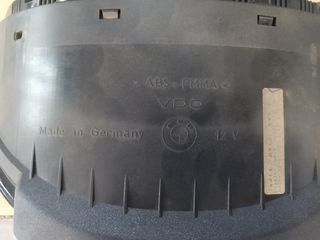 ABS - PMMA <
VDO
Made in Germany
12 V